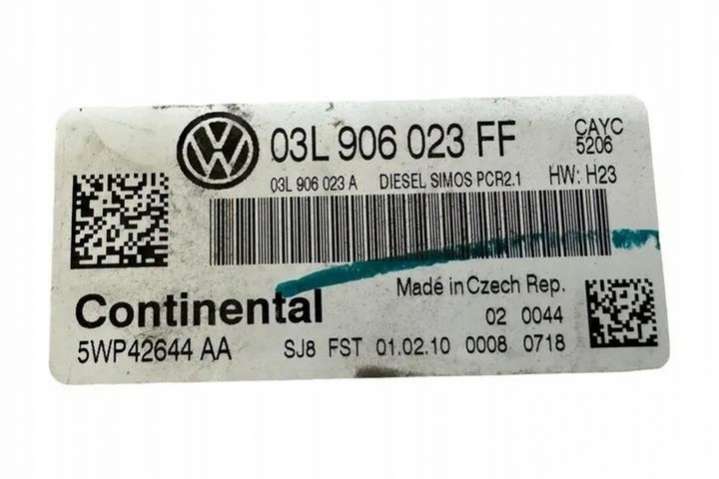 03L 906 023 FF CAYC
5206
03L 906 023 A DIESEL SIMOS PCR2.1 HW: H23
Continental Made in Czech Rep.
02 0044
5WP42644 AA SJ8 FST 01.02.10 0008 0718